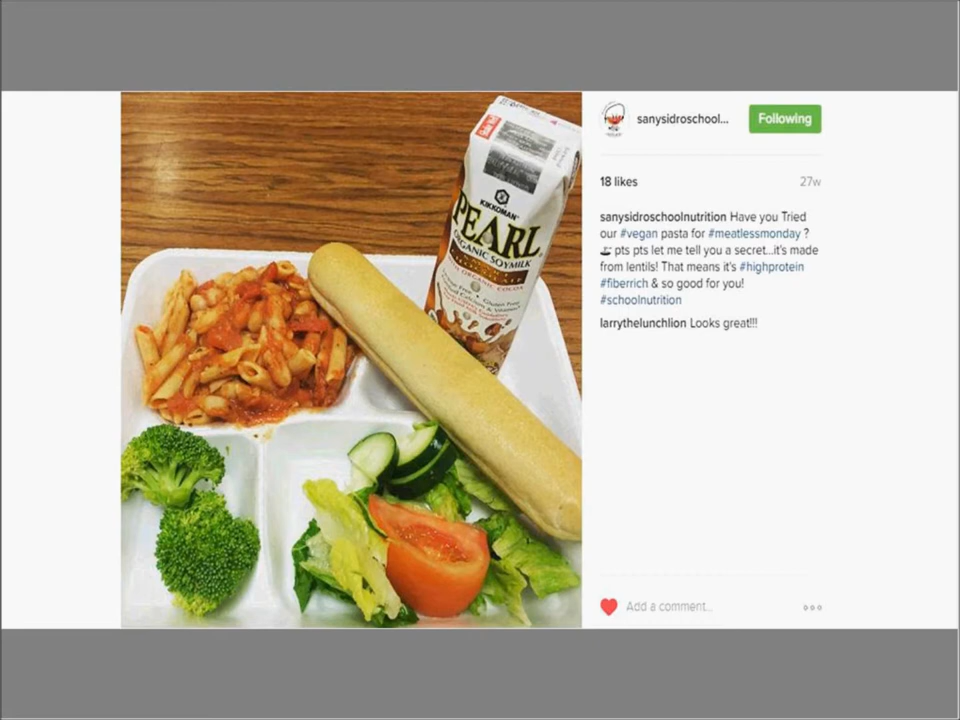 KIKKOMAN
PEARL
ORGANIC SOYMILK
sanysidroschool...
Following
18 likes
27w
sanysidroschoolnutrition Have you Tried
our #vegan pasta for #meatlessmonday ?
pts pts let me tell you a secret...it's made
from lentils! That means it's #highprotein
#fiberrich & so good for you!
#schoolnutrition
larrythelunchlion Looks great!!!
Add a comment...